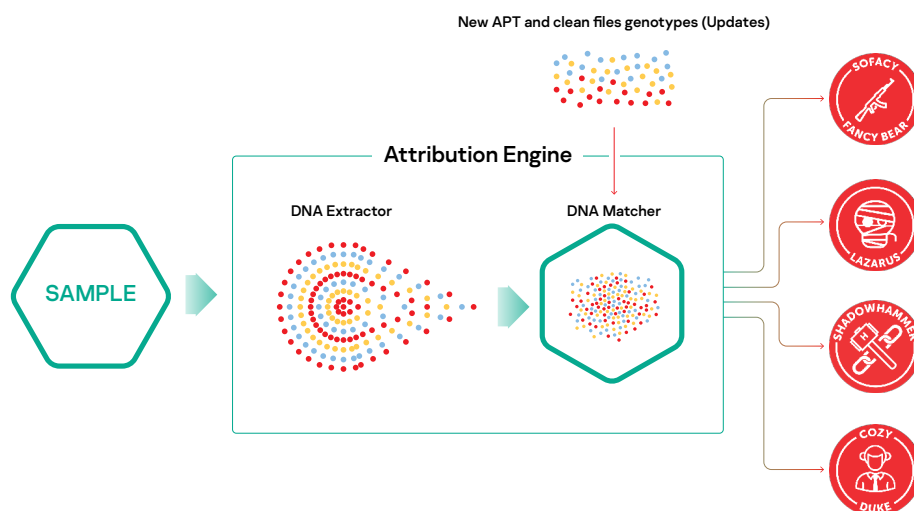 New APT and clean files genotypes (Updates)
Attribution Engine
DNA Extractor
DNA Matcher
SAMPLE
SOFACY
FANCY BEAR
LAZARUS
SHADOWHAMMER
H
COZY
DUKE